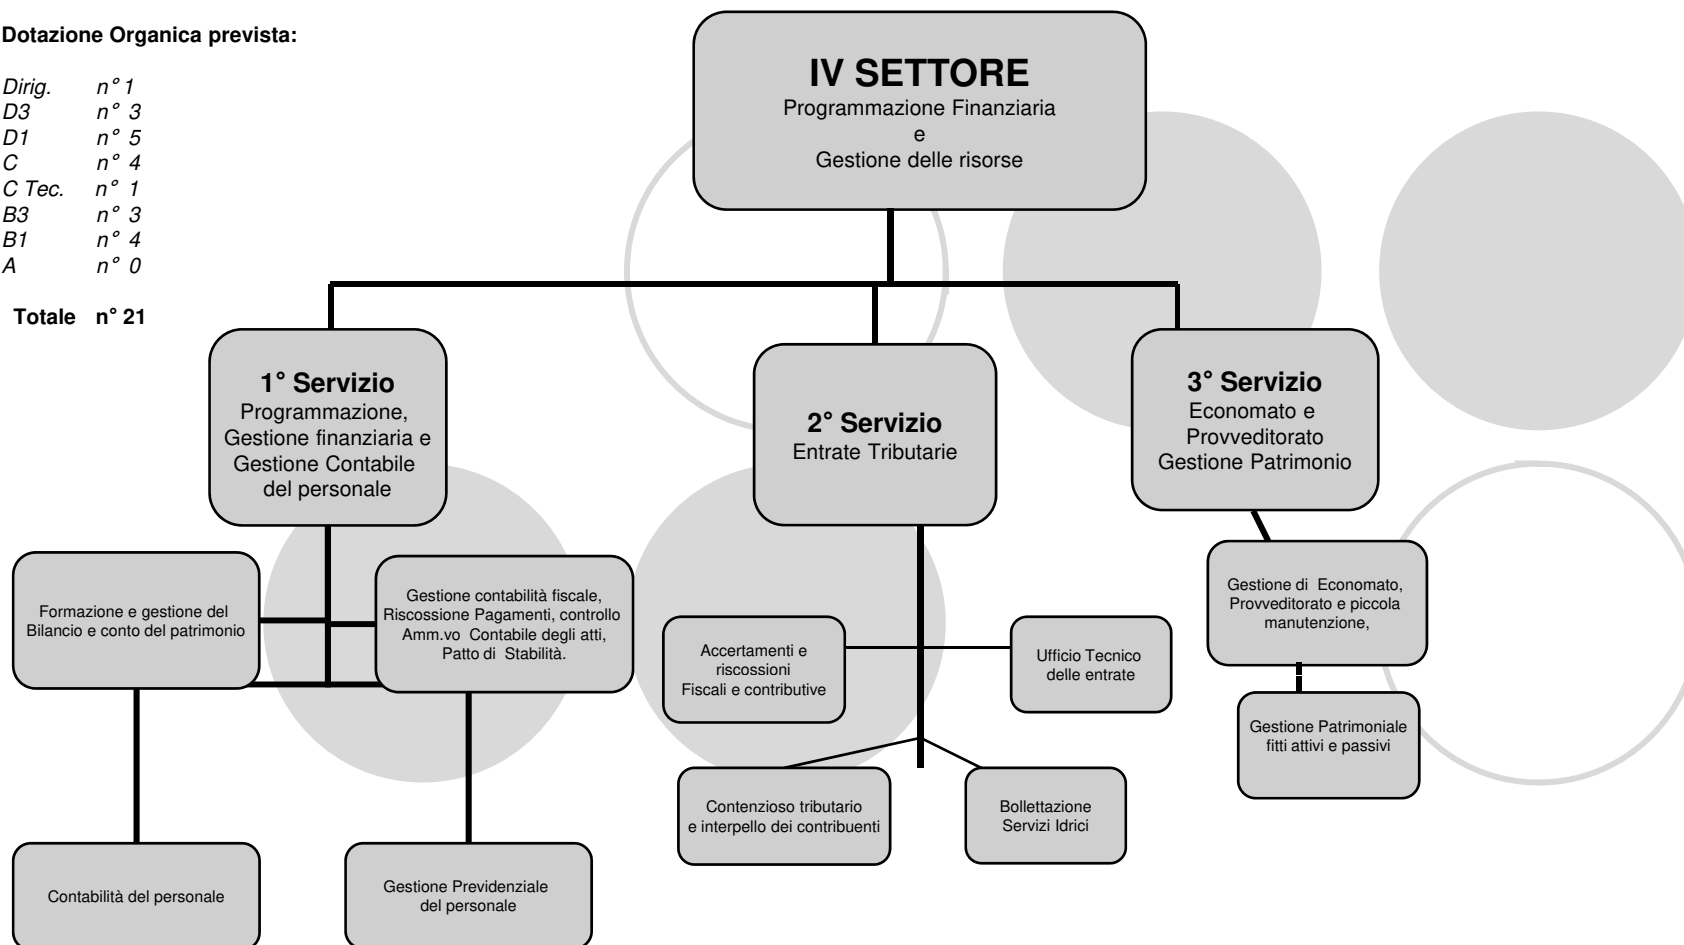 Dotazione Organica prevista:
Dirig. n° 1
D3 n° 3
D1 n° 5
C n° 4
C Tec. n° 1
B3 n° 3
B1 n° 4
A n° 0
Totale n° 21
IV SETTORE
Programmazione Finanziaria
e
Gestione delle risorse
1° Servizio
Programmazione,
Gestione finanziaria e
Gestione Contabile
del personale
2° Servizio
Entrate Tributarie
3° Servizio
Economato e
Provveditorato
Gestione Patrimonio
Formazione e gestione del
Bilancio e conto del patrimonio
Gestione contabilità fiscale,
Riscossione Pagamenti, controllo
Amm.vo Contabile degli atti,
Patto di Stabilità.
Accertamenti e
riscossioni
Fiscali e contributive
Ufficio Tecnico
delle entrate
Gestione di Economato,
Provveditorato e piccola
manutenzione,
Gestione Patrimoniale
fitti attivi e passivi
Contenzioso tributario
e interpello dei contribuenti
Bollettazione
Servizi Idrici
Contabilità del personale
Gestione Previdenziale
del personale